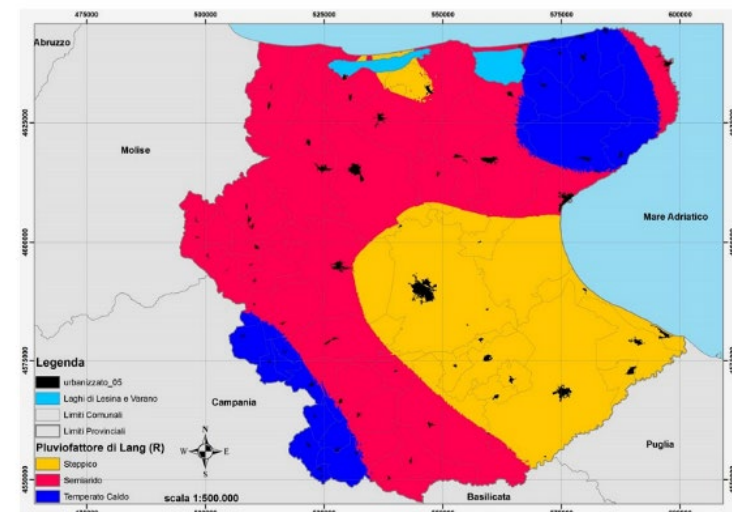 475000 500000 525000 550000 575000 600000
Abruzzo
Molise
Mare Adriatico
4600000
Legenda
urbanizzato_05
Laghi di Lesina e Varano
Limiti Comunali
Limiti Provinciali
Pluviofattore di Lang (R)
Steppico
Semiarido
Temperato Caldo
Campania
N
W E
S
scala 1:500.000
Puglia
Basilicata